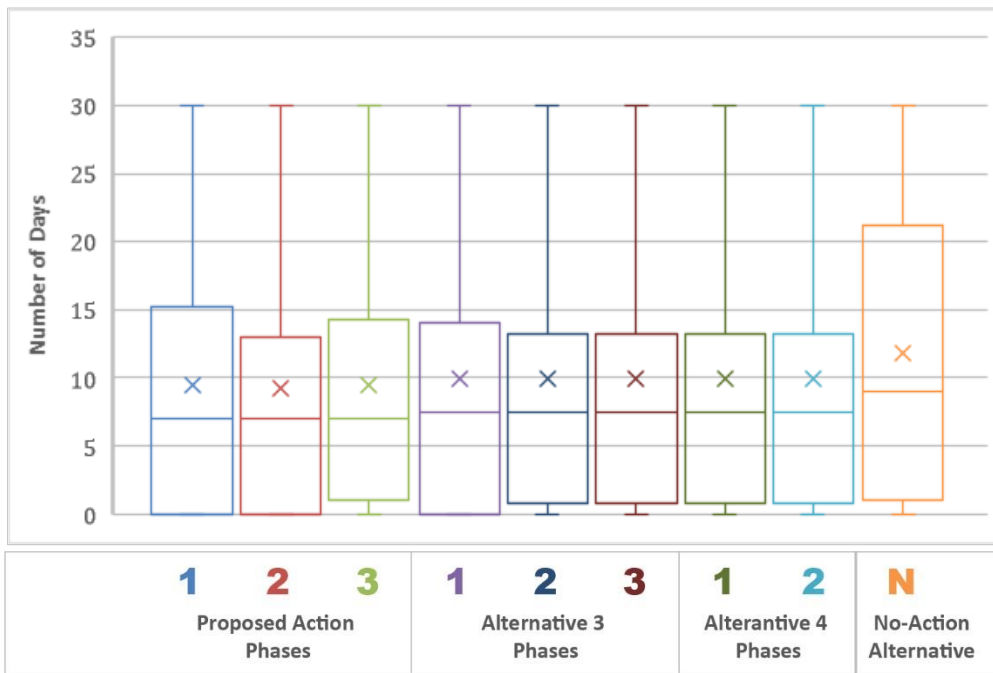 35
30
25
20
15
10
5
0
Number of Days
1 2 3 1 2 3 1 2 N
Proposed Action
Phases
Alternative 3
Phases
Alterantive 4
Phases
No-Action
Alternative